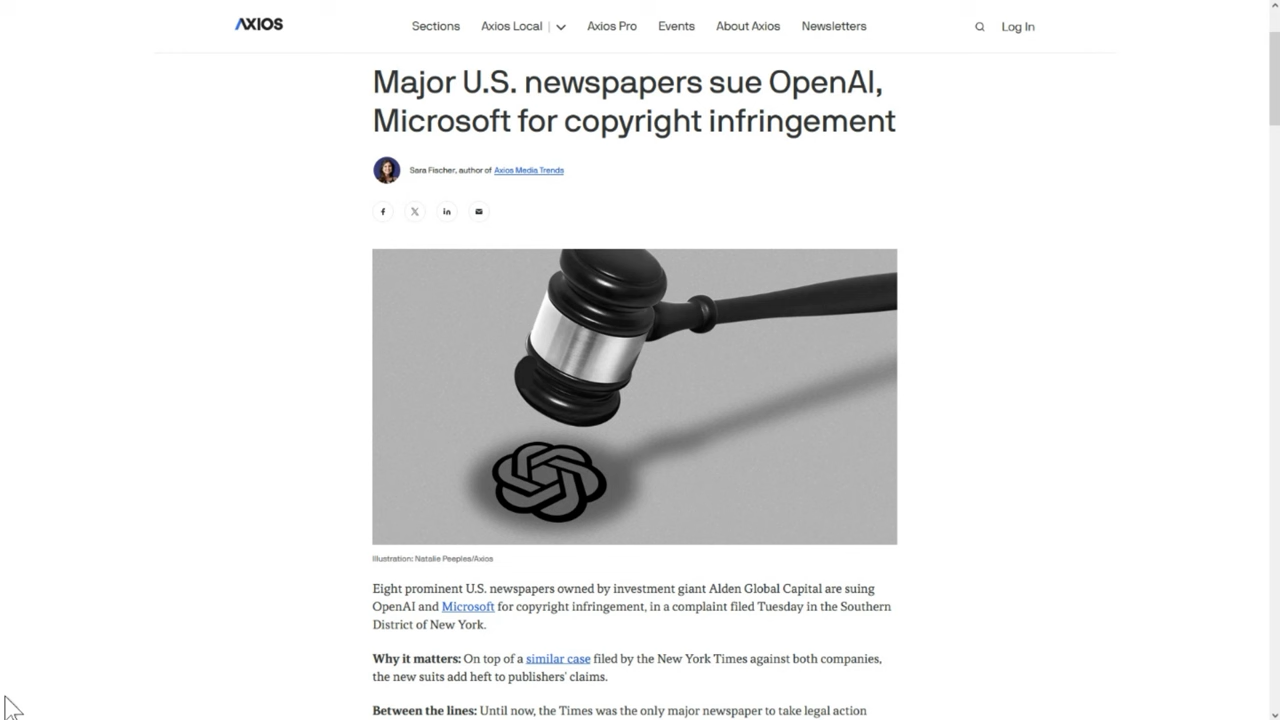 AXIOS
Sections
Axios Local
Axios Pro
Events
About Axios
Newsletters
Log In
Major U.S. newspapers sue OpenAI,
Microsoft for copyright infringement
Sara Fischer, author of Axios Media Trends
Illustration: Natalie Peeples/Axios
Eight prominent U.S. newspapers owned by investment giant Alden Global Capital are suing
OpenAI and Microsoft for copyright infringement, in a complaint filed Tuesday in the Southern
District of New York.
Why it matters: On top of a similar case filed by the New York Times against both companies,
the new suits add heft to publishers' claims.
Between the lines: Until now, the Times was the only major newspaper to take legal action